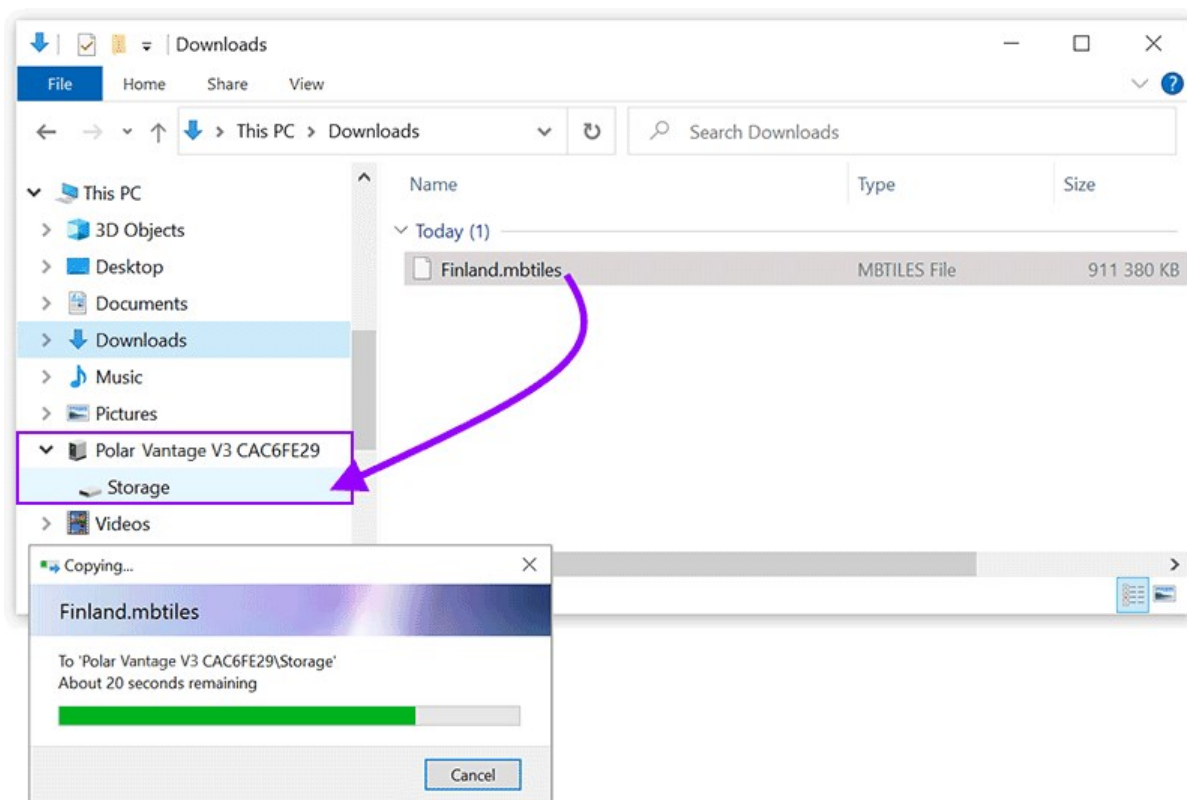 Downloads
File Home Share View
This PC > Downloads
Search Downloads
Name Type Size
This PC
Today (1)
3D Objects
Finland.mbtiles MBTILES File 911 380 KB
Desktop
Documents
Downloads
Music
Pictures
Polar Vantage V3 CAC6FE29
Storage
Videos
Copying...
Finland.mbtiles
To 'Polar Vantage V3 CAC6FE29\Storage'
About 20 seconds remaining
Cancel